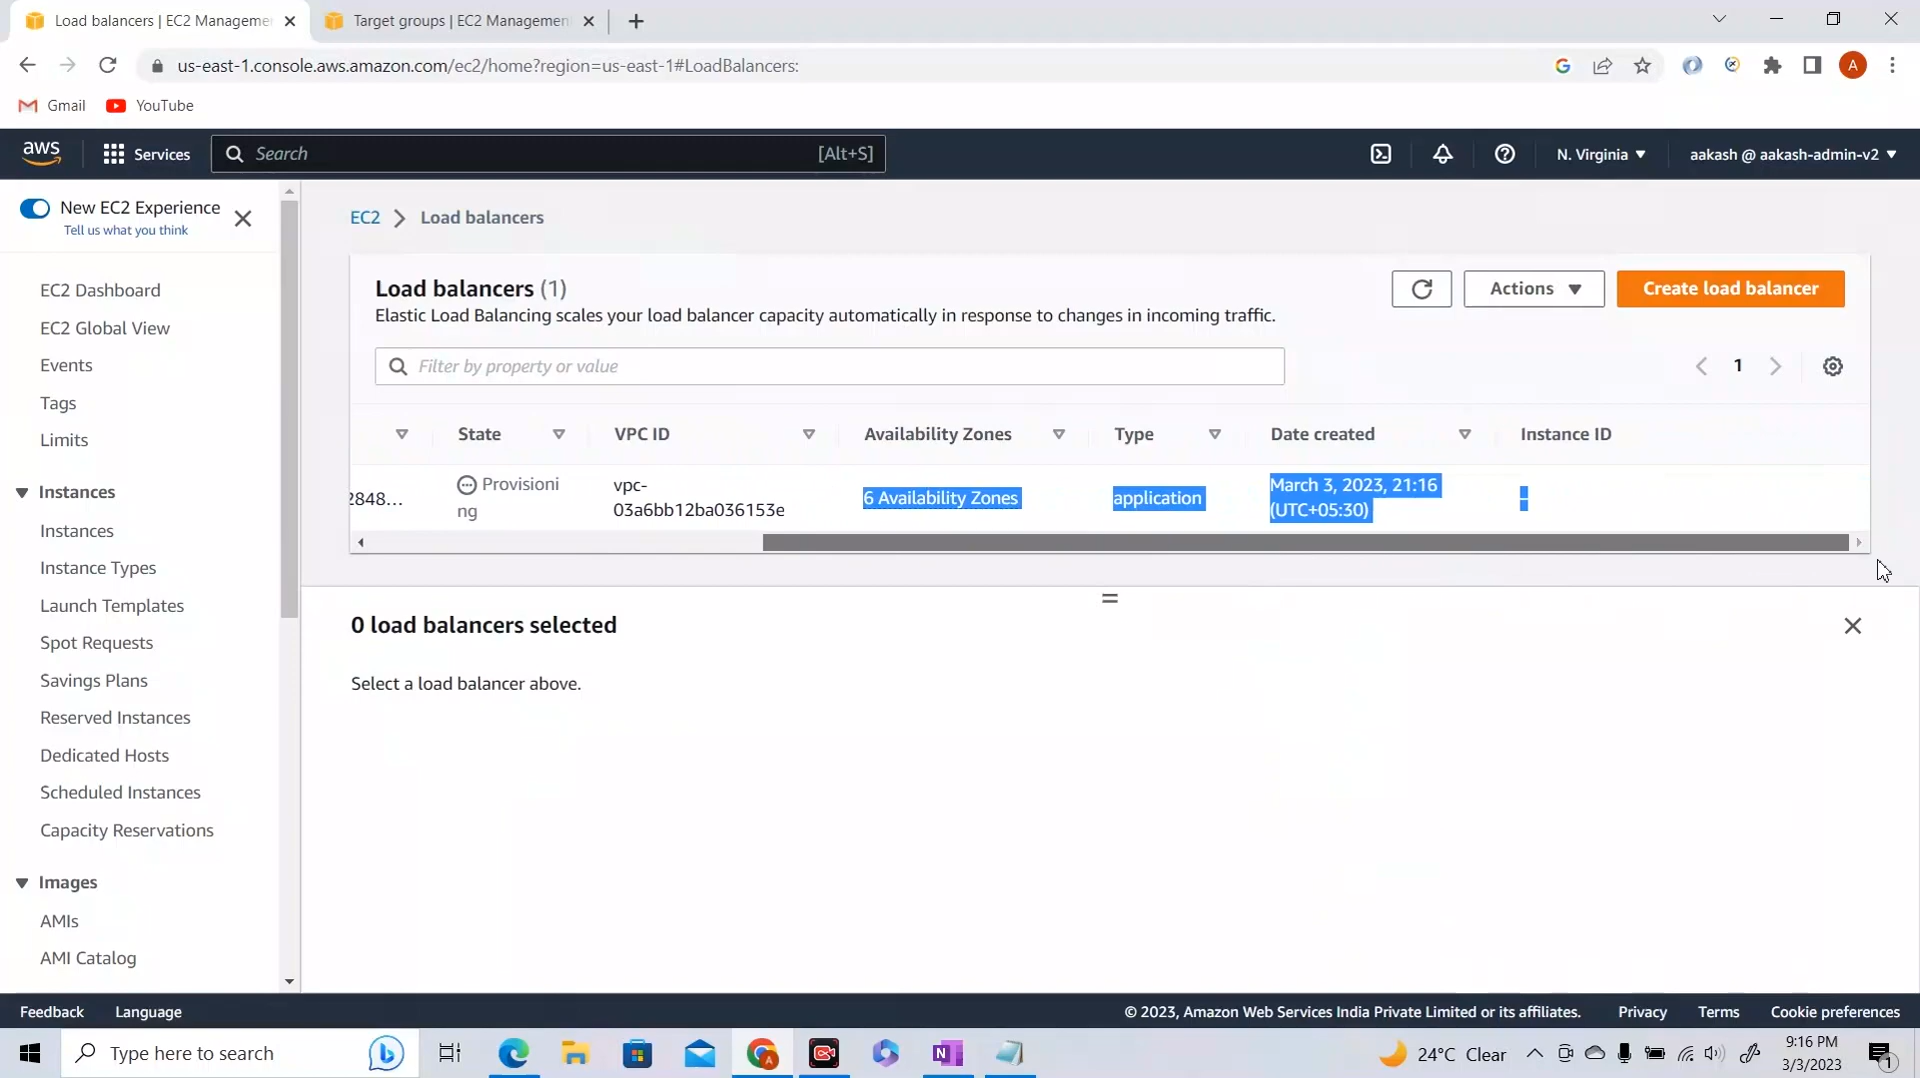 Load balancers | EC2 Manageme
Target groups | EC2 Managemen
us-east-1.console.aws.amazon.com/ec2/home?region=us-east-1#LoadBalancers:
A
Gmail
YouTube
aws
Services
Search
[Alt+S]
N. Virginia
aakash @ aakash-admin-v2
New EC2 Experience
Tell us what you think
EC2 Dashboard
EC2 Global View
Events
Tags
Limits
Instances
Instances
Instance Types
Launch Templates
Spot Requests
Savings Plans
Reserved Instances
Dedicated Hosts
Scheduled Instances
Capacity Reservations
Images
AMIs
AMI Catalog
EC2 > Load balancers
Load balancers (1)
Elastic Load Balancing scales your load balancer capacity automatically in response to changes in incoming traffic.
Actions
Create load balancer
Filter by property or value
1
State
VPC ID
Availability Zones
Type
Date created
Instance ID
2848...
Provisioni
ng
vpc-
03a6bb12ba036153e
6 Availability Zones
application
March 3, 2023, 21:16
(UTC+05:30)
-
0 load balancers selected
Select a load balancer above.
Feedback
Language
© 2023, Amazon Web Services India Private Limited or its affiliates.
Privacy
Terms
Cookie preferences
Type here to search
24°C Clear
9:16 PM
3/3/2023
1